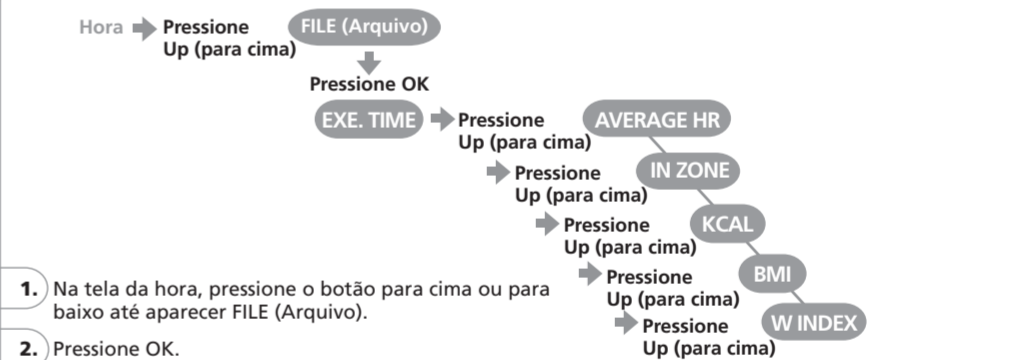 Hora Pressione FILE (Arquivo)
Up (para cima)
Pressione OK
EXE. TIME Pressione AVERAGE HR
Up (para cima)
Pressione IN ZONE
Up (para cima)
Pressione KCAL
Up (para cima)
Pressione BMI
Up (para cima)
Pressione W INDEX
Up (para cima)
1. Na tela da hora, pressione o botão para cima ou para
baixo até aparecer FILE (Arquivo).
2. Pressione OK.